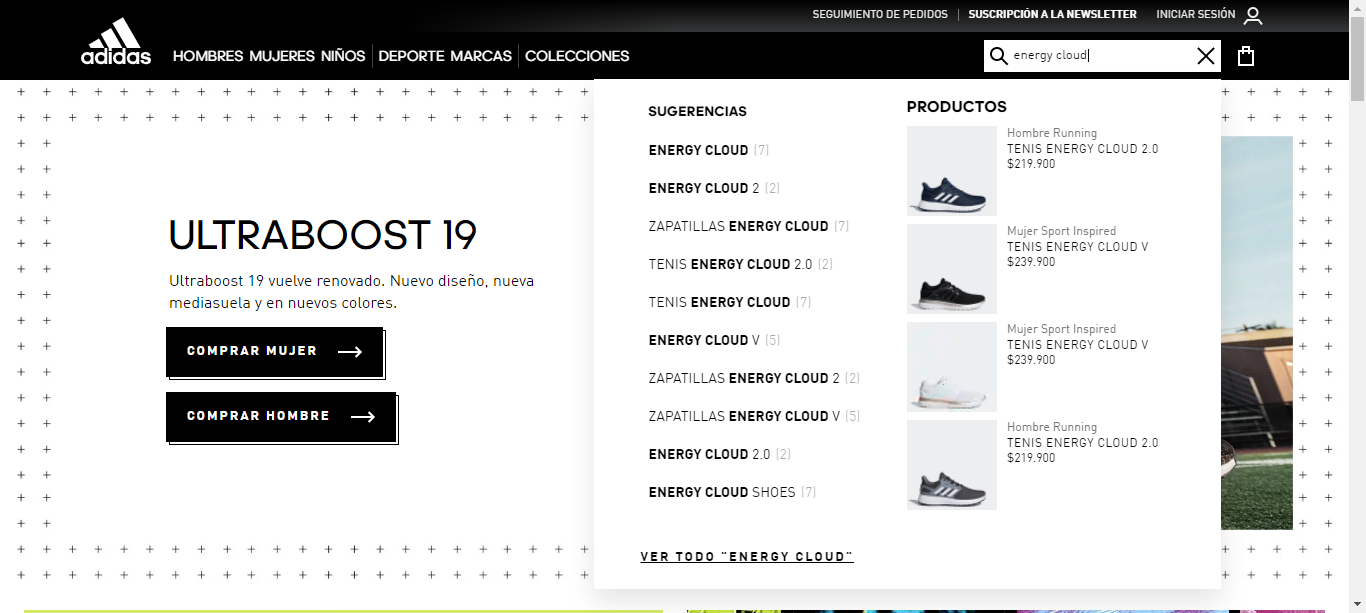 SEGUIMIENTO DE PEDIDOS
SUSCRIPCIÓN A LA NEWSLETTER
INICIAR SESIÓN
adidas
HOMBRES MUJERES NIÑOS DEPORTE MARCAS COLECCIONES
energy cloud
ULTRABOOST 19
Ultraboost 19 vuelve renovado. Nuevo diseño, nueva
mediasuela y en nuevos colores.
COMPRAR MUJER
COMPRAR HOMBRE
SUGERENCIAS
ENERGY CLOUD (7)
ENERGY CLOUD 2 (2)
ZAPATILLAS ENERGY CLOUD (7)
TENIS ENERGY CLOUD 2.0 (2)
TENIS ENERGY CLOUD (7)
ENERGY CLOUD V (5)
ZAPATILLAS ENERGY CLOUD 2 (2)
ZAPATILLAS ENERGY CLOUD V (5)
ENERGY CLOUD 2.0 (2)
ENERGY CLOUD SHOES (7)
VER TODO "ENERGY CLOUD"
PRODUCTOS
Hombre Running
TENIS ENERGY CLOUD 2.0
$219.900
Mujer Sport Inspired
TENIS ENERGY CLOUD V
$239.900
Mujer Sport Inspired
TENIS ENERGY CLOUD V
$239.900
Hombre Running
TENIS ENERGY CLOUD 2.0
$219.900